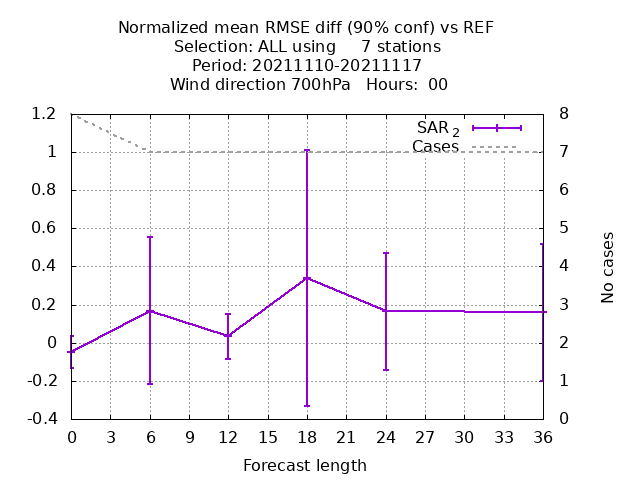 Normalized mean RMSE diff (90% conf) vs REF
Selection: ALL using     7 stations
Period: 20211110-20211117
Wind direction 700hPa   Hours:  00
1.2
1
0.8
0.6
0.4
0.2
0
-0.2
-0.4
SAR 2
Cases
8
7
6
5
4
3
2
1
0
No cases
0 3 6 9 12 15 18 21 24 27 30 33 36
Forecast length